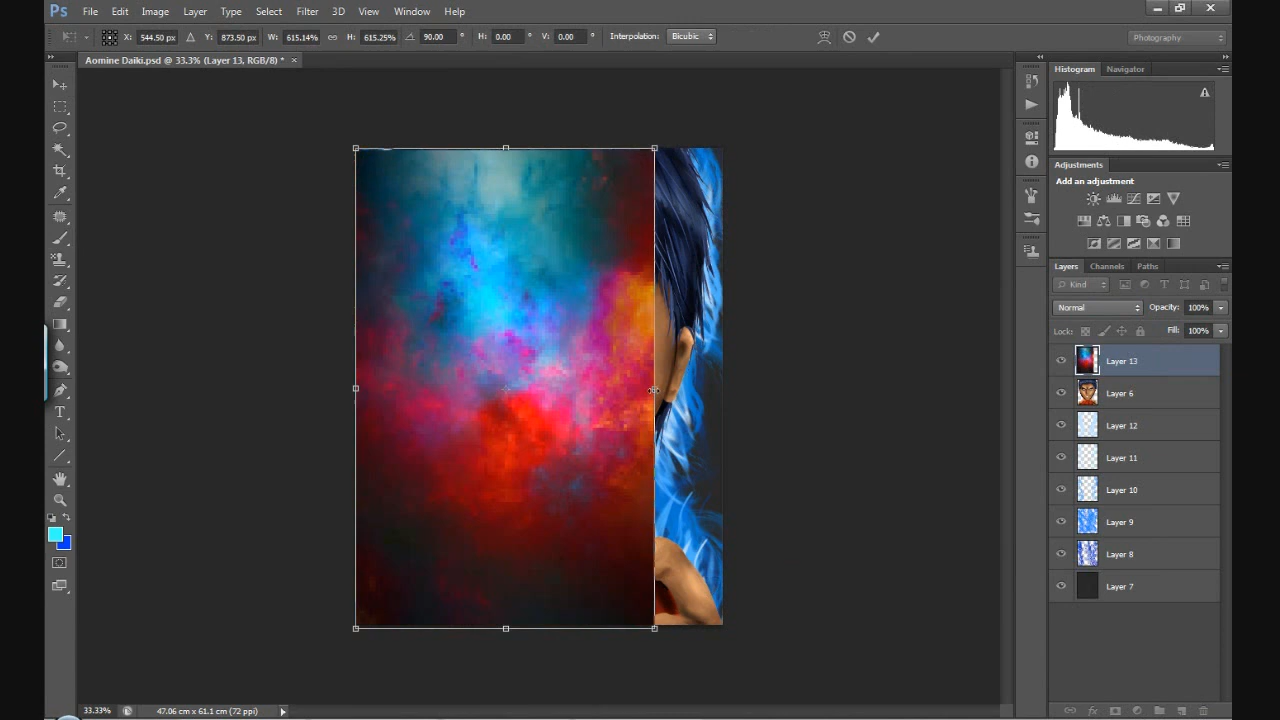 Ps File Edit Image Layer Type Select Filter 3D View Window Help
X: 544.50 px Y: 873.50 px W: 615.14% H: 615.25% 90.00 ° H: 0.00 ° V: 0.00 ° Interpolation: Bicubic Photography
Aomine Daiki.psd @ 33.3% (Layer 13, RGB/8) * ×
Histogram Navigator
Adjustments
Add an adjustment
Layers Channels Paths
Kind
Normal Opacity: 100%
Lock: Fill: 100%
Layer 13
Layer 6
Layer 12
Layer 11
Layer 10
Layer 9
Layer 8
Layer 7
33.33% 47.06 cm x 61.1 cm (72 ppi)